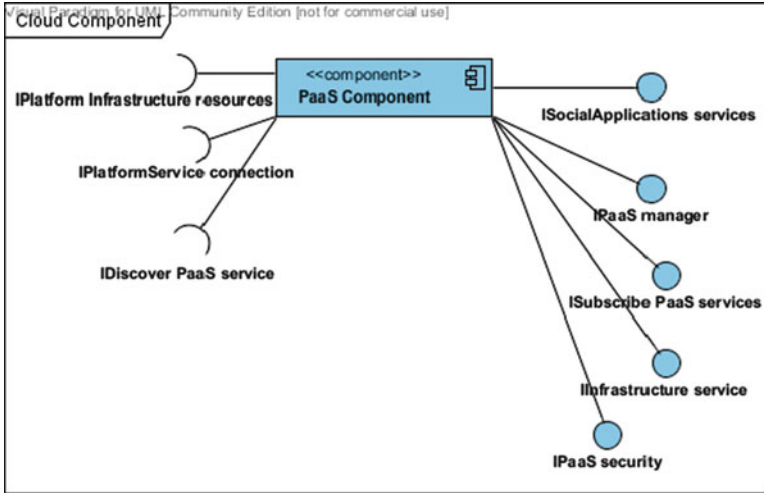 Visual Paradigm for UML Community Edition [not for commercial use]
Cloud Component
<<component>>
PaaS Component
IPlatform Infrastructure resources
IPlatformService connection
IDiscover PaaS service
ISocialApplications services
IPaaS manager
ISubscribe PaaS services
IInfrastructure service
IPaaS security